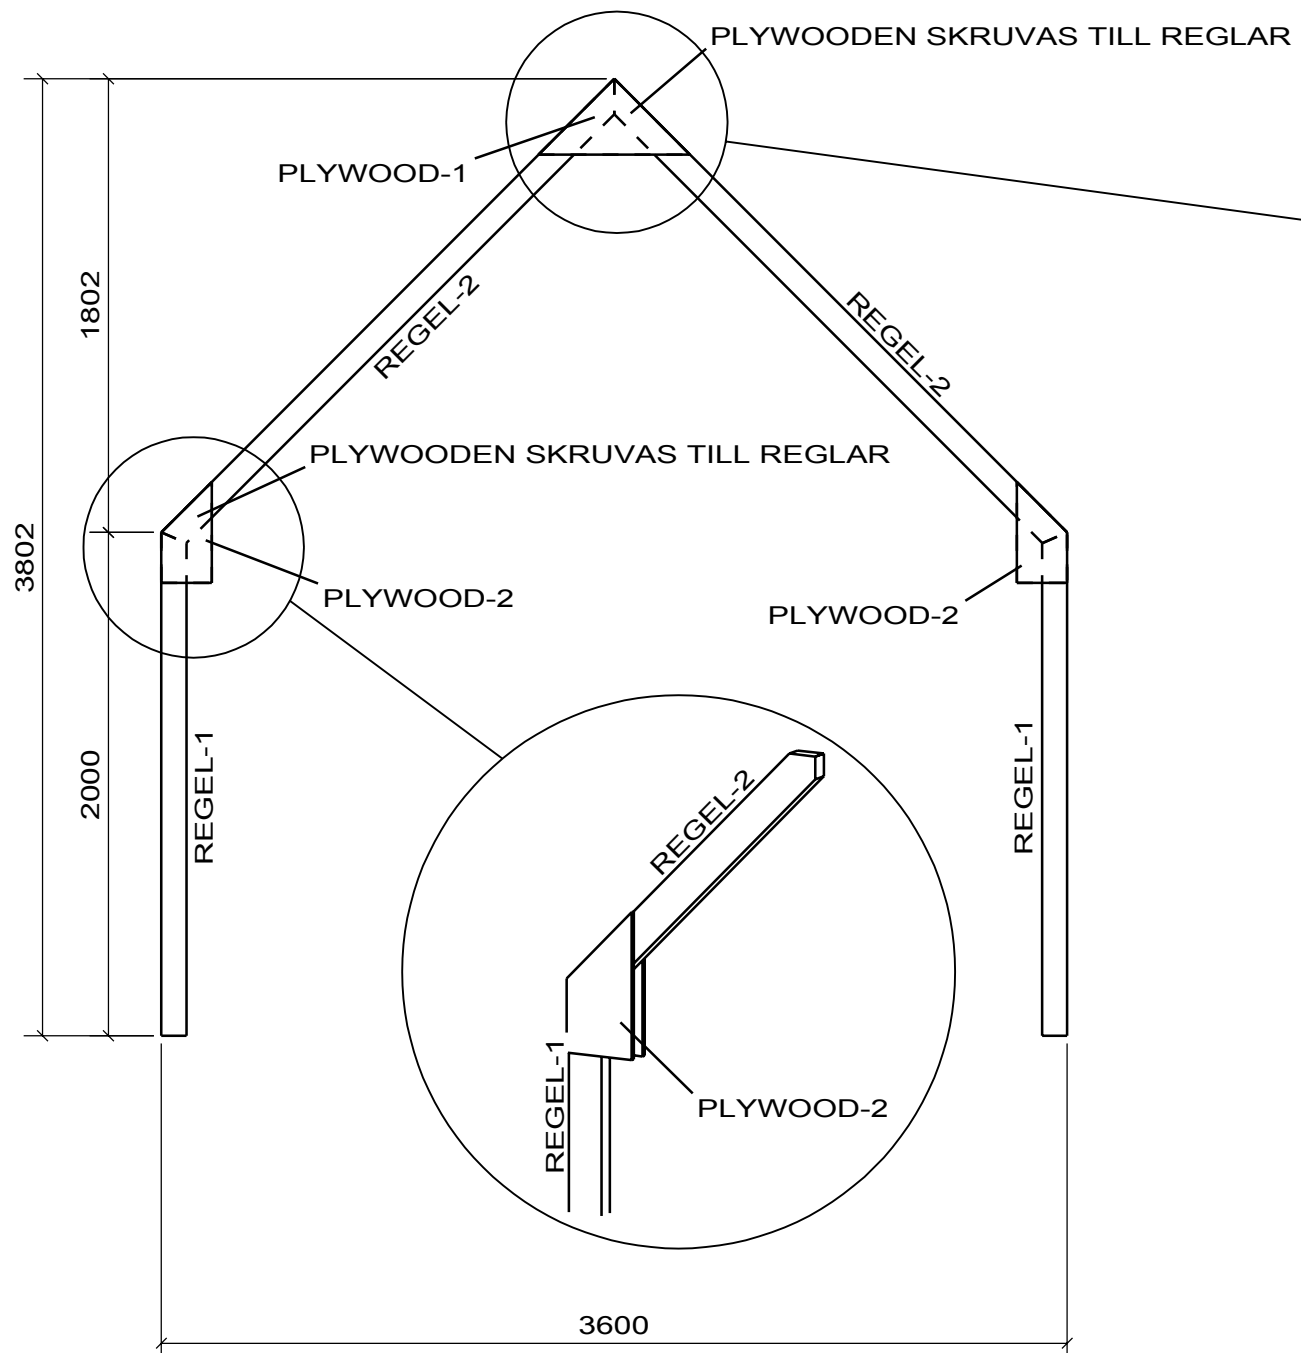 PLYWOODEN SKRUVAS TILL REGLAR
PLYWOOD-1
1802
REGEL-2
REGEL-2
PLYWOODEN SKRUVAS TILL REGLAR
3802
PLYWOOD-2
PLYWOOD-2
2000
REGEL-1
REGEL-1
REGEL-2
REGEL-1
PLYWOOD-2
3600